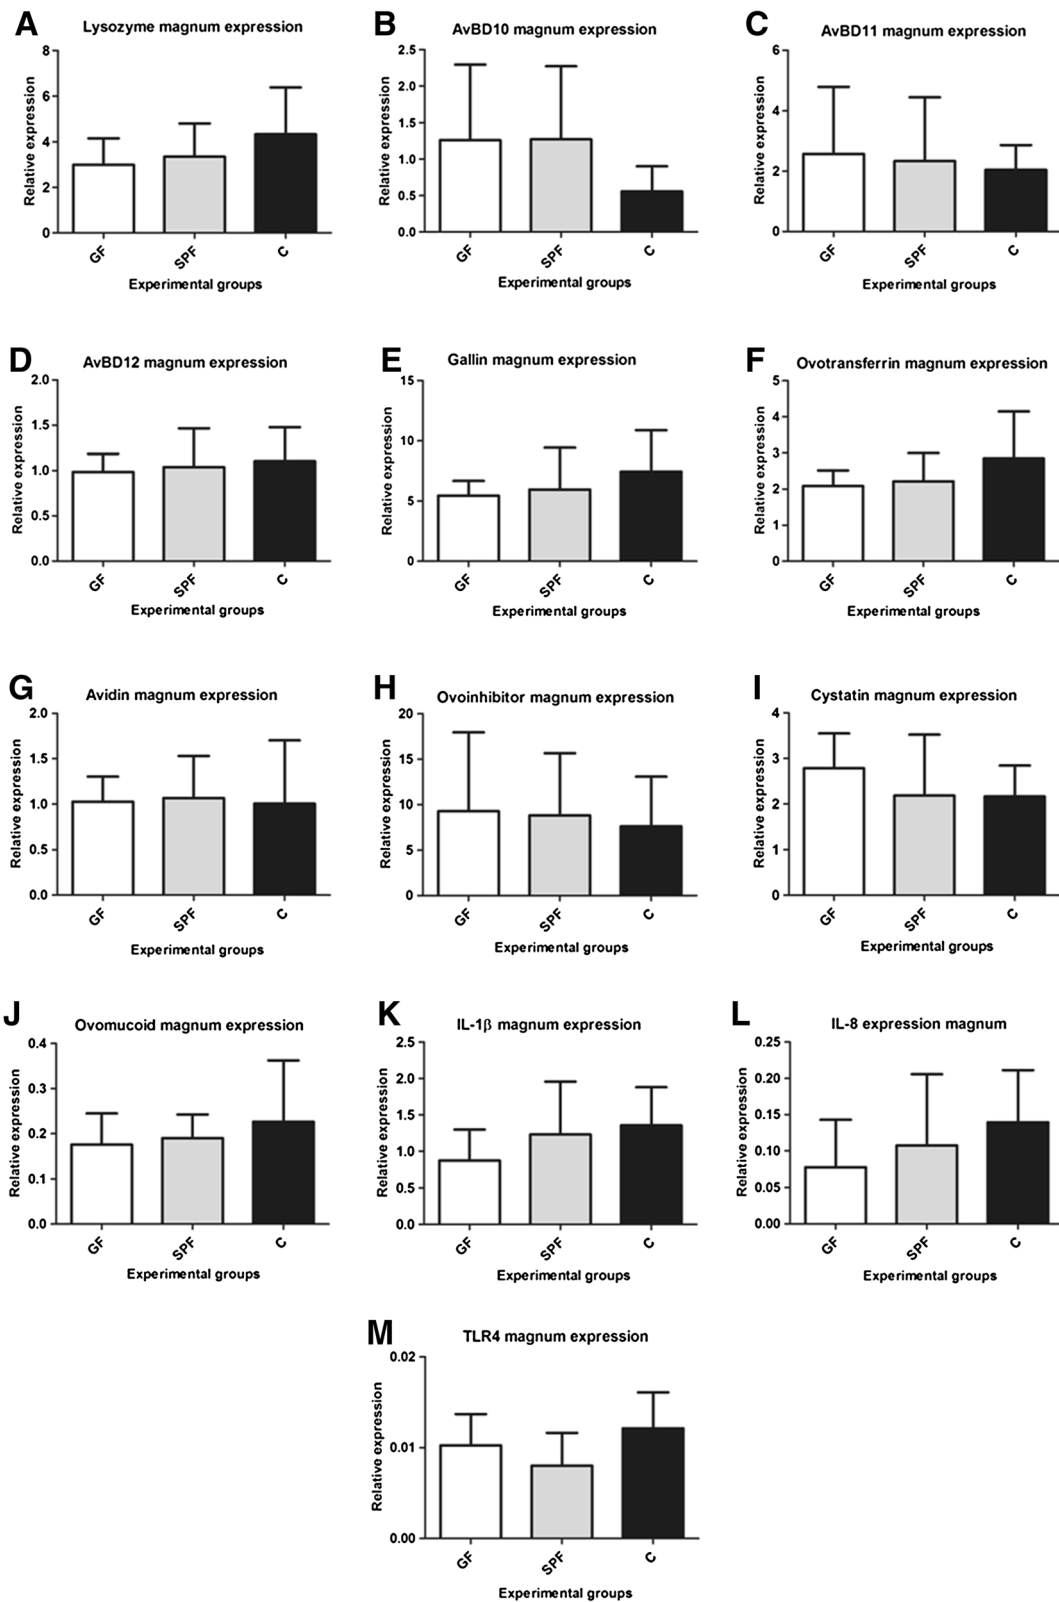 A
Lysozyme magnum expression
Relative expression
8
6
4
2
0
GF
SPF
C
Experimental groups
B
AvBD10 magnum expression
Relative expression
2.5
2.0
1.5
1.0
0.5
0.0
GF
SPF
C
Experimental groups
C
AvBD11 magnum expression
Relative expression
6
4
2
0
GF
SPF
C
Experimental groups
D
AvBD12 magnum expression
Relative expression
2.0
1.5
1.0
0.5
0.0
GF
SPF
C
Experimental groups
E
Gallin magnum expression
Relative expression
15
10
5
0
GF
SPF
C
Experimental groups
F
Ovotransferrin magnum expression
Relative expression
5
4
3
2
1
0
GF
SPF
C
Experimental groups
G
Avidin magnum expression
Relative expression
2.0
1.5
1.0
0.5
0.0
GF
SPF
C
Experimental groups
H
Ovoinhibitor magnum expression
Relative expression
20
15
10
5
0
GF
SPF
C
Experimental groups
I
Cystatin magnum expression
Relative expression
4
3
2
1
0
GF
SPF
C
Experimental groups
J
Ovomucoid magnum expression
Relative expression
0.4
0.3
0.2
0.1
0.0
GF
SPF
C
Experimental groups
K
IL-1β magnum expression
Relative expression
2.5
2.0
1.5
1.0
0.5
0.0
GF
SPF
C
Experimental groups
L
IL-8 expression magnum
Relative expression
0.25
0.20
0.15
0.10
0.05
0.00
GF
SPF
C
Experimental groups
M
TLR4 magnum expression
Relative expression
0.02
0.01
0.00
GF
SPF
C
Experimental groups